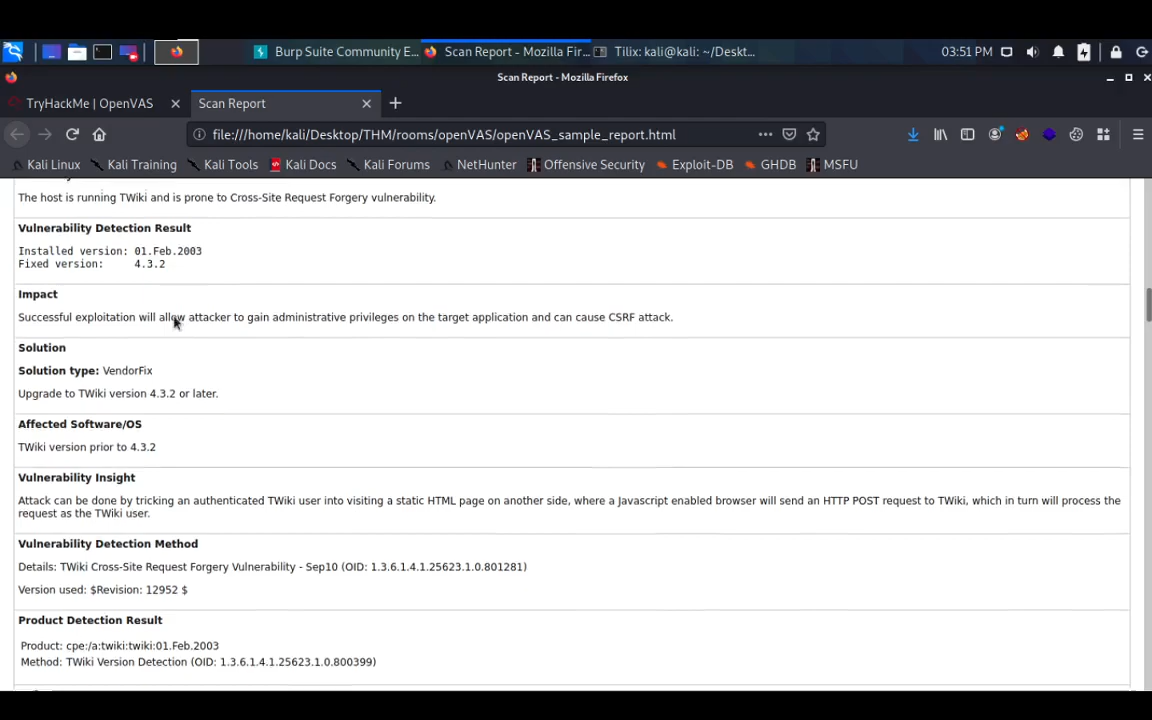 Burp Suite Community E...
Scan Report - Mozilla Fir...
Tilix: kali@kali: ~/Deskt...
03:51 PM
Scan Report - Mozilla Firefox
TryHackMe | OpenVAS
Scan Report
file:///home/kali/Desktop/THM/rooms/openVAS/openVAS_sample_report.html
Kali Linux
Kali Training
Kali Tools
Kali Docs
Kali Forums
NetHunter
Offensive Security
Exploit-DB
GHDB
MSFU
The host is running TWiki and is prone to Cross-Site Request Forgery vulnerability.
Vulnerability Detection Result
Installed version: 01.Feb.2003
Fixed version: 4.3.2
Impact
Successful exploitation will allow attacker to gain administrative privileges on the target application and can cause CSRF attack.
Solution
Solution type: VendorFix
Upgrade to TWiki version 4.3.2 or later.
Affected Software/OS
TWiki version prior to 4.3.2
Vulnerability Insight
Attack can be done by tricking an authenticated TWiki user into visiting a static HTML page on another side, where a Javascript enabled browser will send an HTTP POST request to TWiki, which in turn will process the
request as the TWiki user.
Vulnerability Detection Method
Details: TWiki Cross-Site Request Forgery Vulnerability - Sep10 (OID: 1.3.6.1.4.1.25623.1.0.801281)
Version used: $Revision: 12952 $
Product Detection Result
Product: cpe:/a:twiki:twiki:01.Feb.2003
Method: TWiki Version Detection (OID: 1.3.6.1.4.1.25623.1.0.800399)